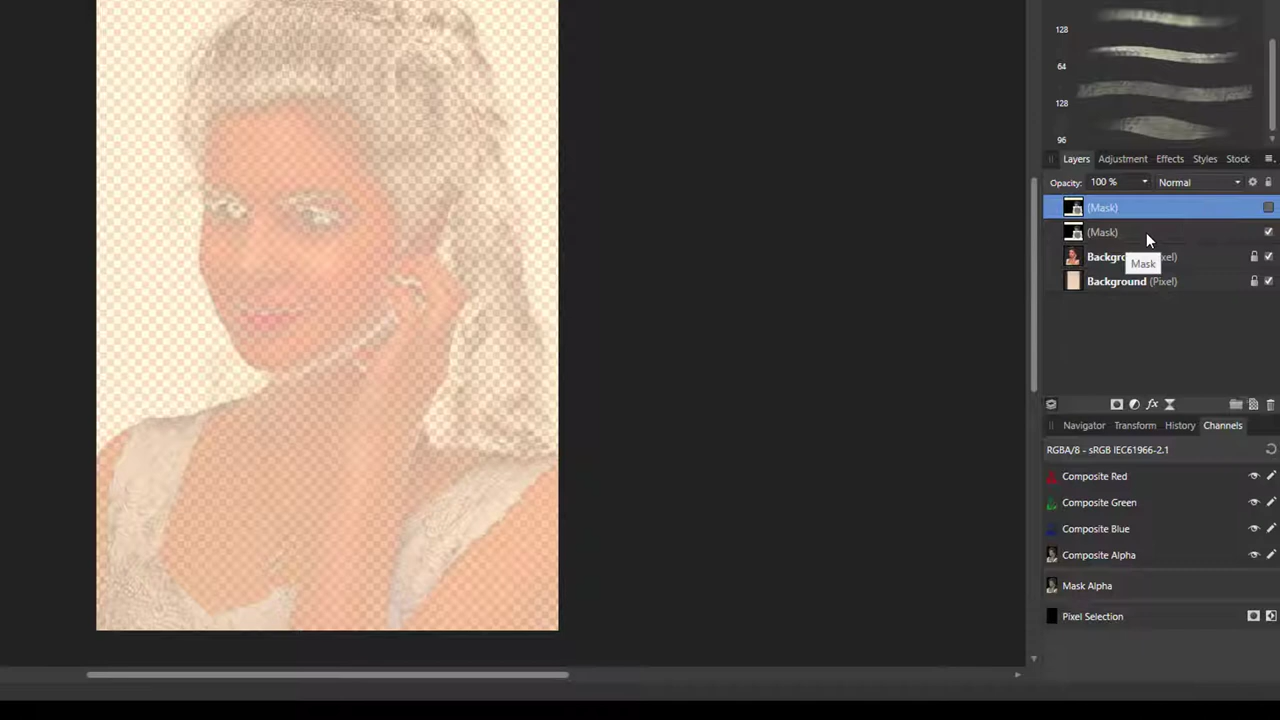 128
64
128
96
Layers Adjustment Effects Styles Stock
Opacity: 100 % Normal
(Mask)
(Mask)
Mask
Background (Pixel)
RGBA/8 - sRGB IEC61966-2.1
Navigator Transform History Channels
Composite Red
Composite Green
Composite Blue
Composite Alpha
Mask Alpha
Pixel Selection